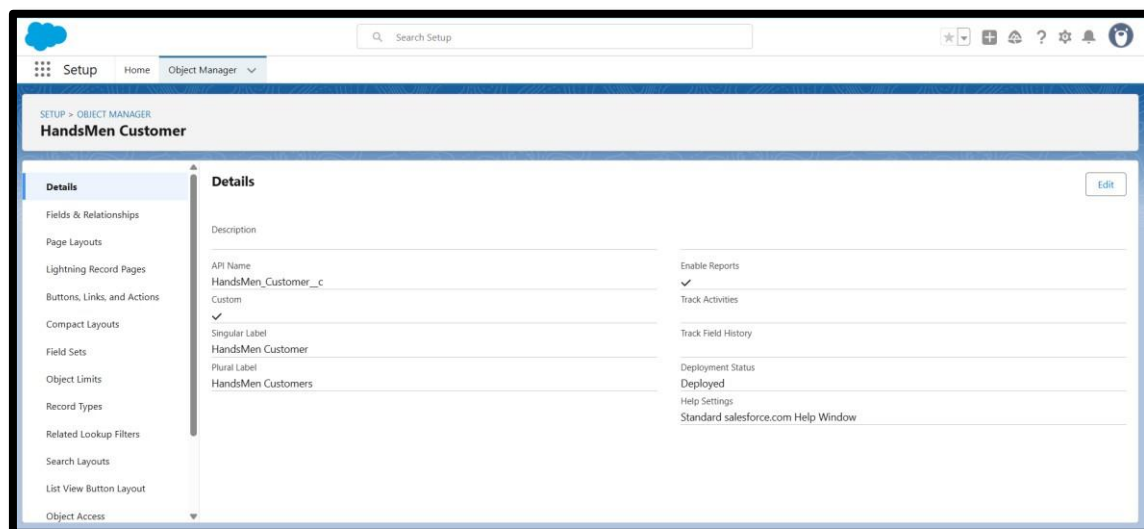 Search Setup
Setup
Home
Object Manager
SETUP > OBJECT MANAGER
HandsMen Customer
Details
Fields & Relationships
Page Layouts
Lightning Record Pages
Buttons, Links, and Actions
Compact Layouts
Field Sets
Object Limits
Record Types
Related Lookup Filters
Search Layouts
List View Button Layout
Object Access
Details
Edit
Description
API Name
HandsMen_Customer__c
Custom
Singular Label
HandsMen Customer
Plural Label
HandsMen Customers
Enable Reports
Track Activities
Track Field History
Deployment Status
Deployed
Help Settings
Standard salesforce.com Help Window